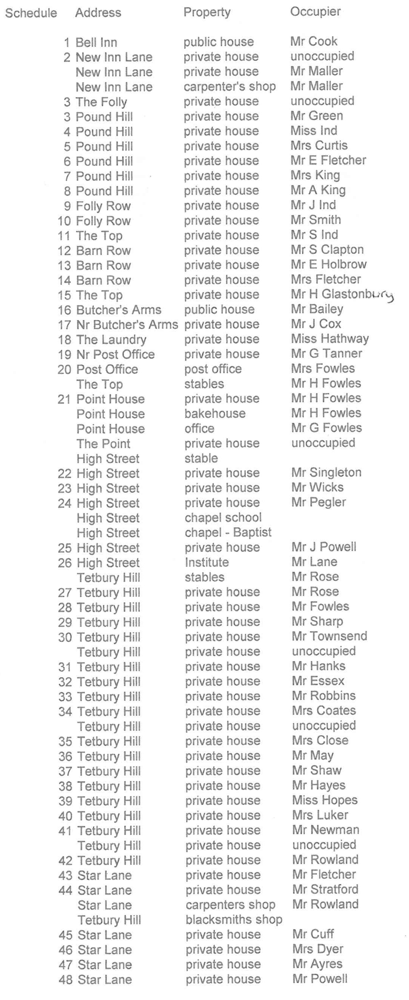 Schedule Address Property Occupier
1 Bell Inn public house Mr Cook
2 New Inn Lane private house unoccupied
New Inn Lane private house Mr Maller
New Inn Lane carpenter's shop Mr Maller
3 The Folly private house unoccupied
3 Pound Hill private house Mr Green
4 Pound Hill private house Miss Ind
5 Pound Hill private house Mrs Curtis
6 Pound Hill private house Mr E Fletcher
7 Pound Hill private house Mrs King
8 Pound Hill private house Mr A King
9 Folly Row private house Mr J Ind
10 Folly Row private house Mr Smith
11 The Top private house Mr S Ind
12 Barn Row private house Mr S Clapton
13 Barn Row private house Mr E Holbrow
14 Barn Row private house Mrs Fletcher
15 The Top private house Mr H Glastonbury
16 Butcher's Arms public house Mr Bailey
17 Nr Butcher's Arms private house Mr J Cox
18 The Laundry private house Miss Hathway
19 Nr Post Office private house Mr G Tanner
20 Post Office post office Mrs Fowles
The Top stables Mr H Fowles
21 Point House private house Mr H Fowles
Point House bakehouse Mr H Fowles
Point House office Mr G Fowles
The Point private house unoccupied
High Street stable
22 High Street private house Mr Singleton
23 High Street private house Mr Wicks
24 High Street private house Mr Pegler
High Street chapel school
High Street chapel - Baptist
25 High Street private house Mr J Powell
26 High Street Institute Mr Lane
Tetbury Hill stables Mr Rose
27 Tetbury Hill private house Mr Rose
28 Tetbury Hill private house Mr Fowles
29 Tetbury Hill private house Mr Sharp
30 Tetbury Hill private house Mr Townsend
Tetbury Hill private house unoccupied
31 Tetbury Hill private house Mr Hanks
32 Tetbury Hill private house Mr Essex
33 Tetbury Hill private house Mr Robbins
34 Tetbury Hill private house Mrs Coates
Tetbury Hill private house unoccupied
35 Tetbury Hill private house Mrs Close
36 Tetbury Hill private house Mr May
37 Tetbury Hill private house Mr Shaw
38 Tetbury Hill private house Mr Hayes
39 Tetbury Hill private house Miss Hopes
40 Tetbury Hill private house Mrs Luker
41 Tetbury Hill private house Mr Newman
Tetbury Hill private house unoccupied
42 Tetbury Hill private house Mr Rowland
43 Star Lane private house Mr Fletcher
44 Star Lane private house Mr Stratford
Star Lane carpenters shop Mr Rowland
Tetbury Hill blacksmiths shop
45 Star Lane private house Mr Cuff
46 Star Lane private house Mrs Dyer
47 Star Lane private house Mr Ayres
48 Star Lane private house Mr Powell